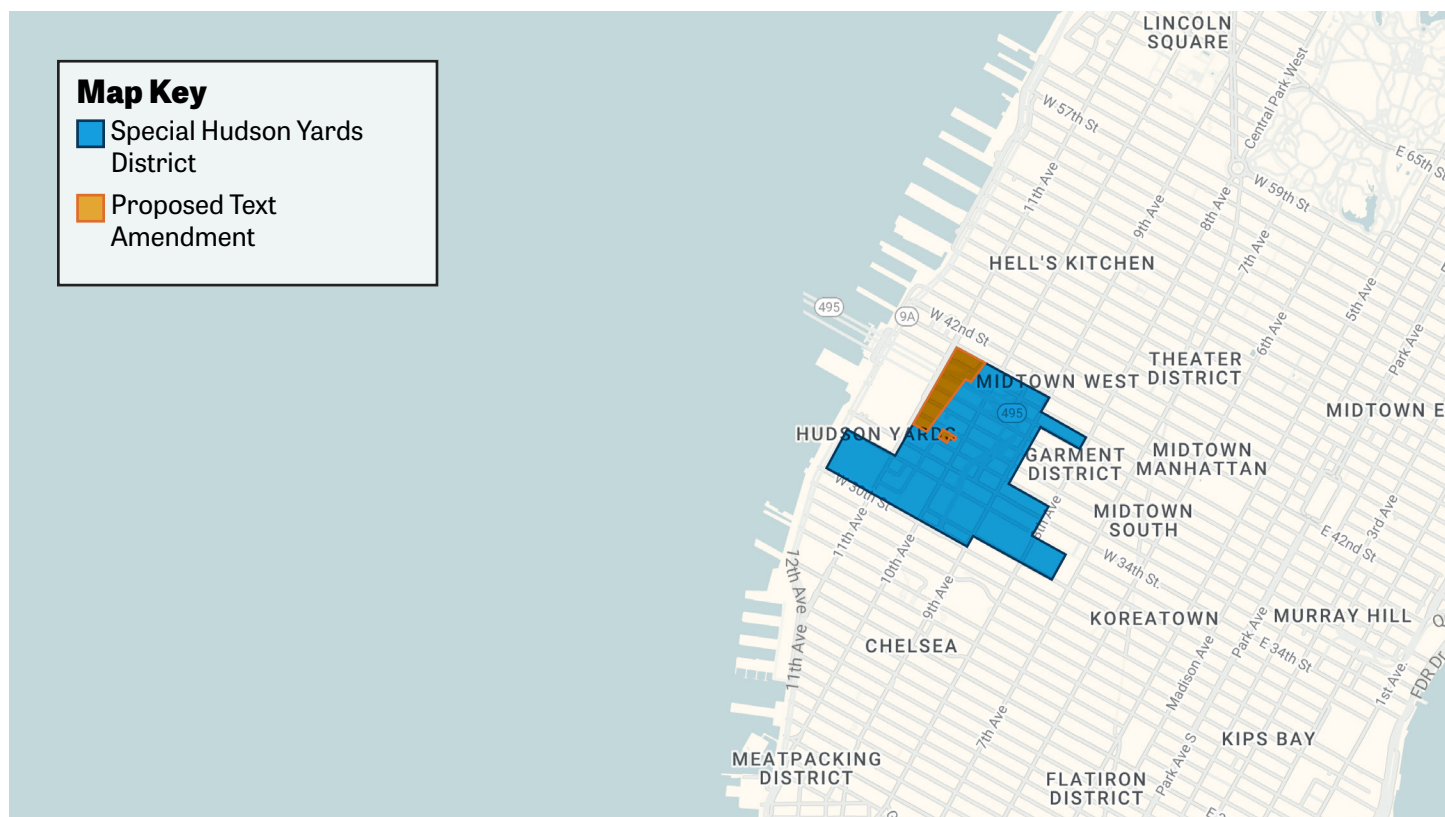 Map Key
Special Hudson Yards
District
Proposed Text
Amendment
LINCOLN
SQUARE
Central Park West
W 57th St
E 65th St
11th Ave
W 59th St
9th Ave
8th Ave
7th Ave
HELL'S KITCHEN
5th Ave
495
9A
W 42nd St
6th Ave
Park Ave
THEATER
DISTRICT
MIDTOWN WEST
495
MIDTOWN E
HUDSON YARDS
GARMENT
DISTRICT
MIDTOWN
MANHATTAN
W 30th St
MIDTOWN
SOUTH
8th Ave
3rd Ave
11th Ave
10th Ave
E 42nd St
12th Ave
W 34th St.
9th Ave
KOREATOWN
MURRAY HILL
Park Ave
E 34th St
CHELSEA
11th Ave
Madison Ave
1st Ave.
FDR Dr
7th Ave
KIPS BAY
MEATPACKING
DISTRICT
Park Ave S
FLATIRON
DISTRICT